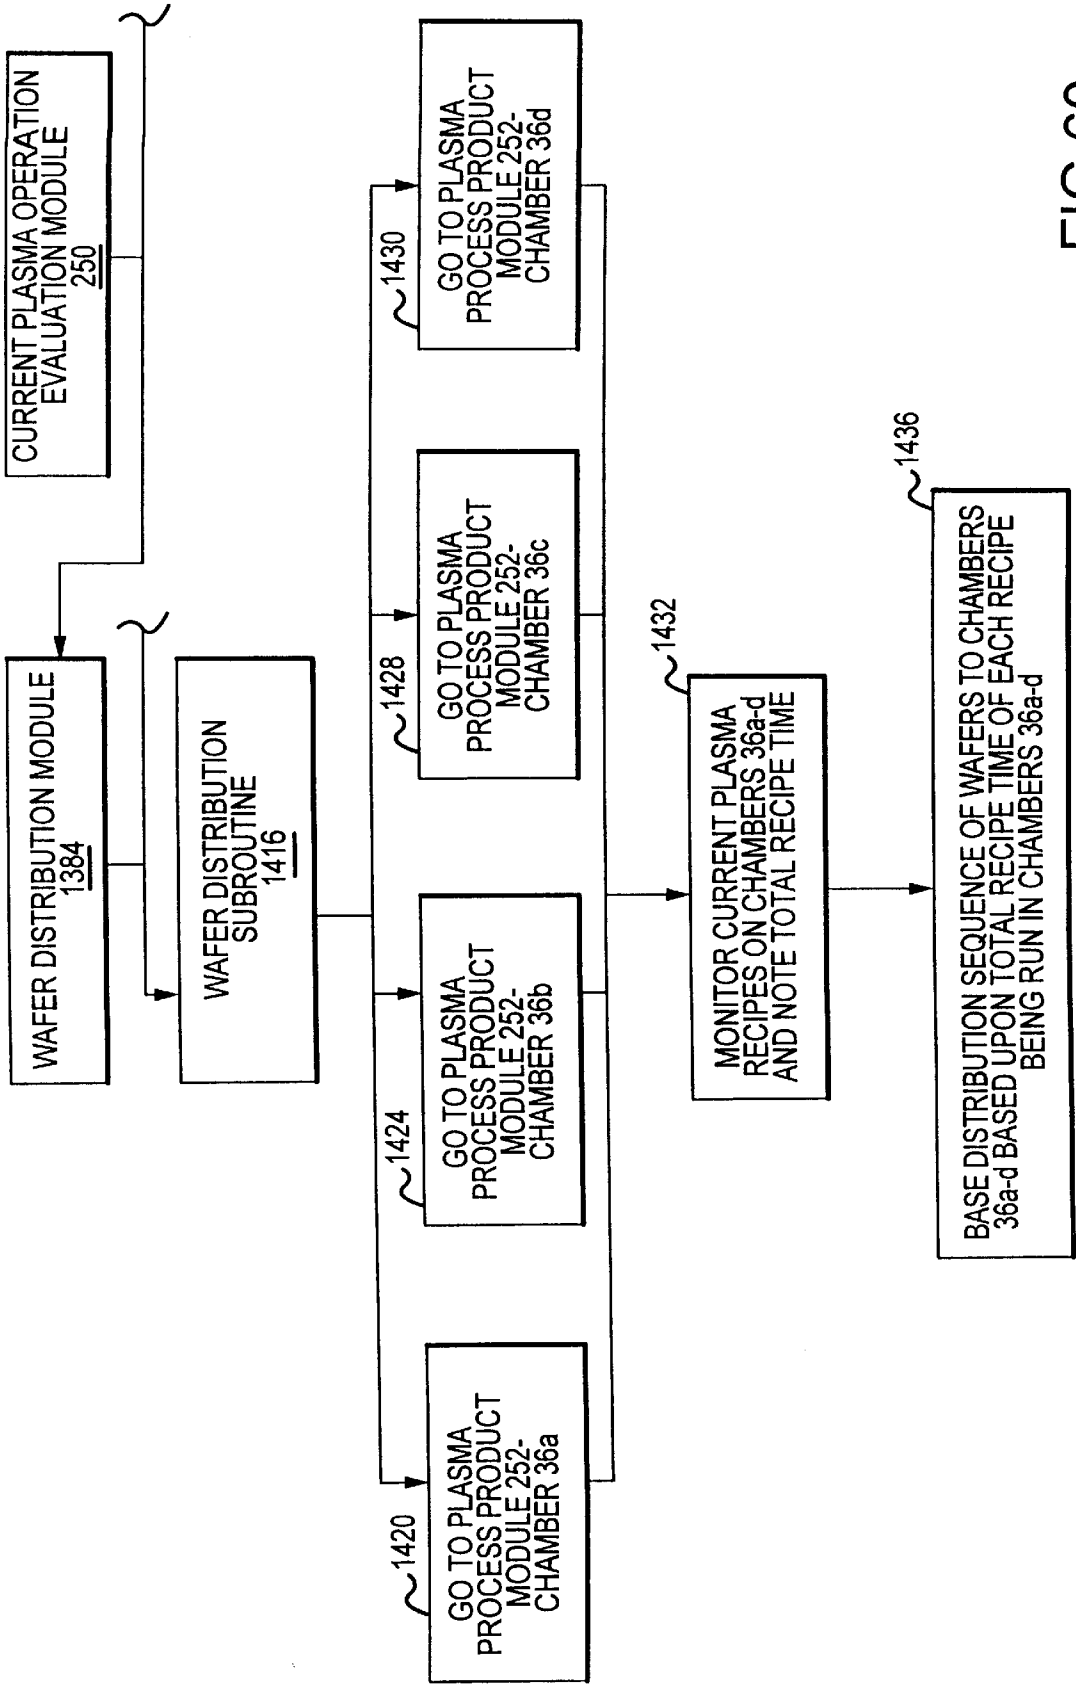 WAFER DISTRIBUTION MODULE
1384
CURRENT PLASMA OPERATION
EVALUATION MODULE
250
WAFER DISTRIBUTION
SUBROUTINE
1416
1420
GO TO PLASMA
PROCESS PRODUCT
MODULE 252-
CHAMBER 36a
1424
GO TO PLASMA
PROCESS PRODUCT
MODULE 252-
CHAMBER 36b
1428
GO TO PLASMA
PROCESS PRODUCT
MODULE 252-
CHAMBER 36c
1430
GO TO PLASMA
PROCESS PRODUCT
MODULE 252-
CHAMBER 36d
1432
MONITOR CURRENT PLASMA
RECIPES ON CHAMBERS 36a-d
AND NOTE TOTAL RECIPE TIME
1436
BASE DISTRIBUTION SEQUENCE OF WAFERS TO CHAMBERS
36a-d BASED UPON TOTAL RECIPE TIME OF EACH RECIPE
BEING RUN IN CHAMBERS 36a-d
FIG